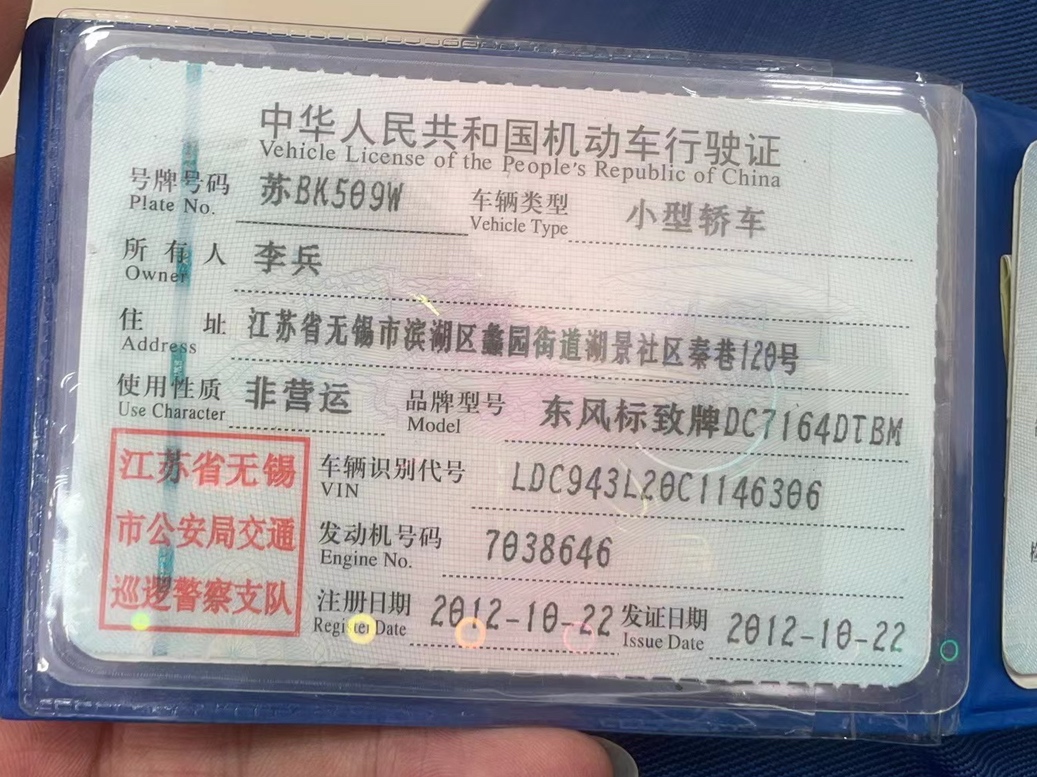 中华人民共和国机动车行驶证
Vehicle License of the People's Republic of China
号牌号码 苏BK509W 车辆类型 小型轿车
Plate No. Vehicle Type
所有人 李兵
Owner
住址 江苏省无锡市滨湖区蠡园街道湖景社区秦巷120号
Address
使用性质 非营运 品牌型号 东风标致牌DC7164DTBM
Use Character Model
江苏省无锡
市公安局交通
巡逻警察支队
车辆识别代号 LDC943L20C1146306
VIN
发动机号码 7038646
Engine No.
注册日期 2012-10-22 发证日期 2012-10-22
Register Date Issue Date